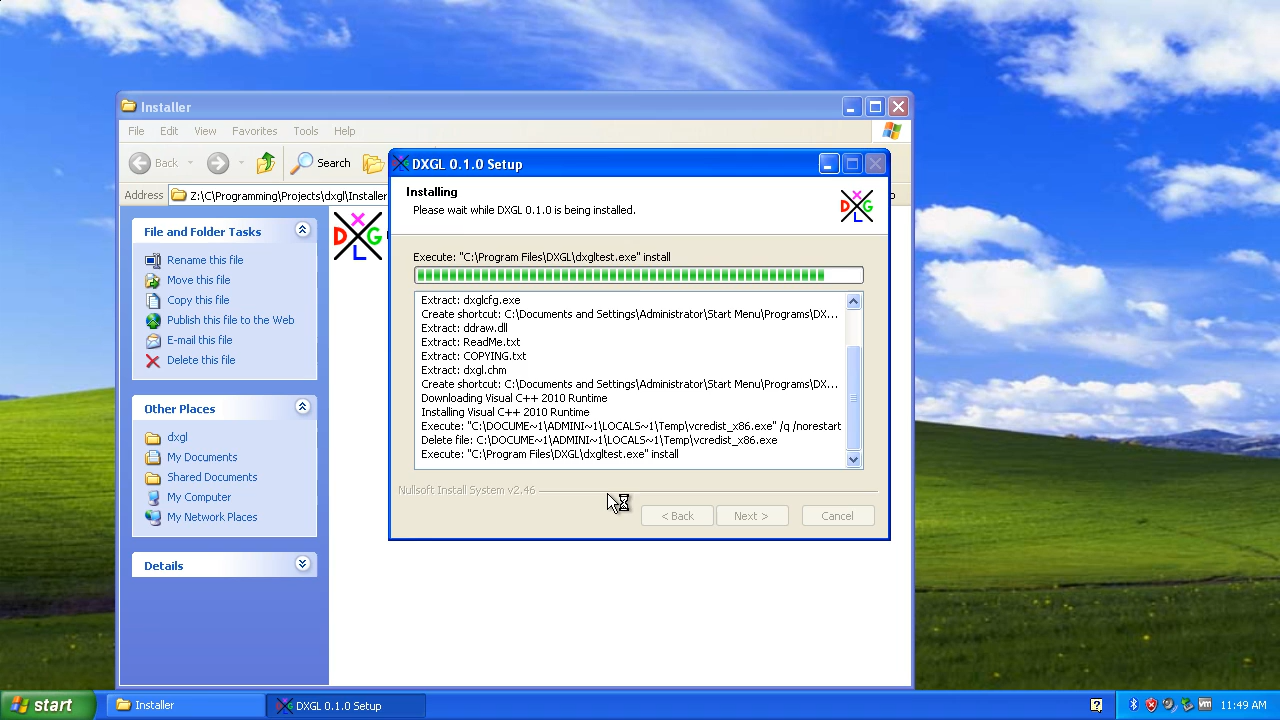 Installer
File Edit View Favorites Tools Help
Back Search
Address Z:\C\Programming\Projects\dxgl\Installer
File and Folder Tasks
Rename this file
Move this file
Copy this file
Publish this file to the Web
E-mail this file
Delete this file
Other Places
dxgl
My Documents
Shared Documents
My Computer
My Network Places
Details
DXGL 0.1.0 Setup
Installing
Please wait while DXGL 0.1.0 is being installed.
DXGL
Execute: "C:\Program Files\DXGL\dxgltest.exe" install
Extract: dxglcfg.exe
Create shortcut: C:\Documents and Settings\Administrator\Start Menu\Programs\DX...
Extract: ddraw.dll
Extract: ReadMe.txt
Extract: COPYING.txt
Extract: dxgl.chm
Create shortcut: C:\Documents and Settings\Administrator\Start Menu\Programs\DX...
Downloading Visual C++ 2010 Runtime
Installing Visual C++ 2010 Runtime
Execute: "C:\DOCUME~1\ADMINI~1\LOCALS~1\Temp\vcredist_x86.exe" /q /norestart
Delete file: C:\DOCUME~1\ADMINI~1\LOCALS~1\Temp\vcredist_x86.exe
Execute: "C:\Program Files\DXGL\dxgltest.exe" install
Nullsoft Install System v2.46
< Back Next > Cancel
start Installer DXGL 0.1.0 Setup 11:49 AM